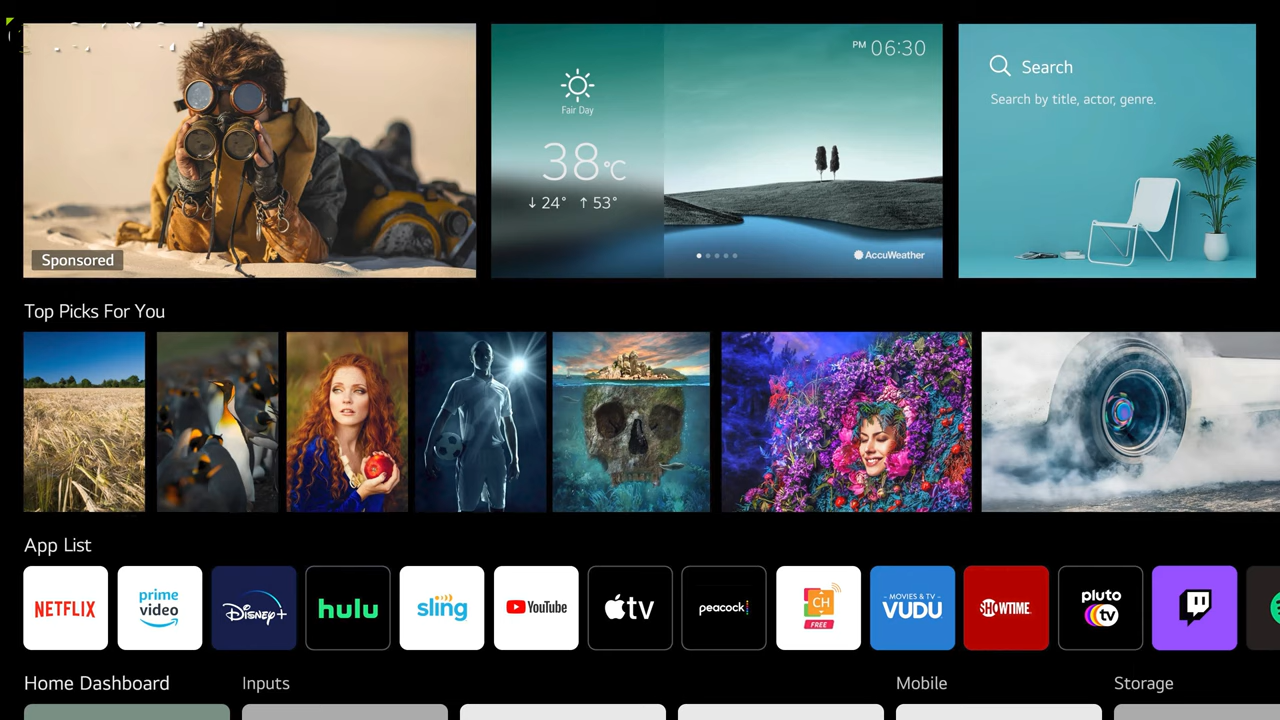 Sponsored
Fair Day
38°C
↓ 24° ↑ 53°
PM 06:30
AccuWeather
Search
Search by title, actor, genre.
Top Picks For You
App List
NETFLIX
prime video
Disney+
hulu
sling
YouTube
tv
peacock
CH
FREE
MOVIES & TV
VUDU
SHOWTIME
pluto tv
Home Dashboard
Inputs
Mobile
Storage